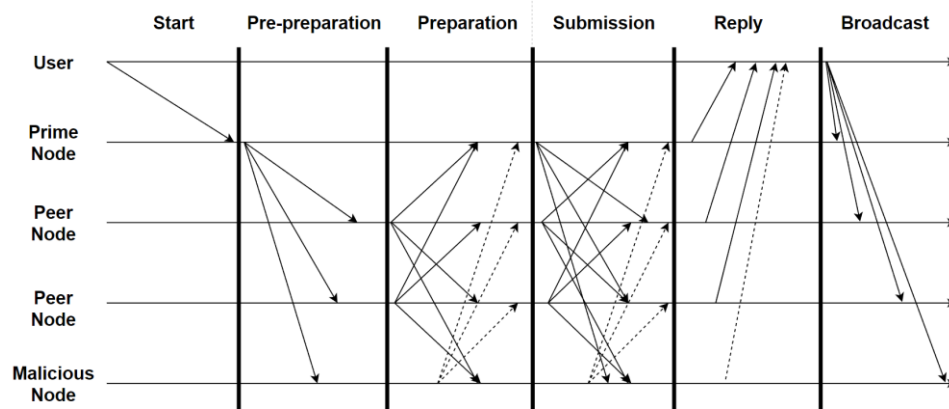 Start Pre-preparation Preparation Submission Reply Broadcast
User
Prime
Node
Peer
Node
Peer
Node
Malicious
Node